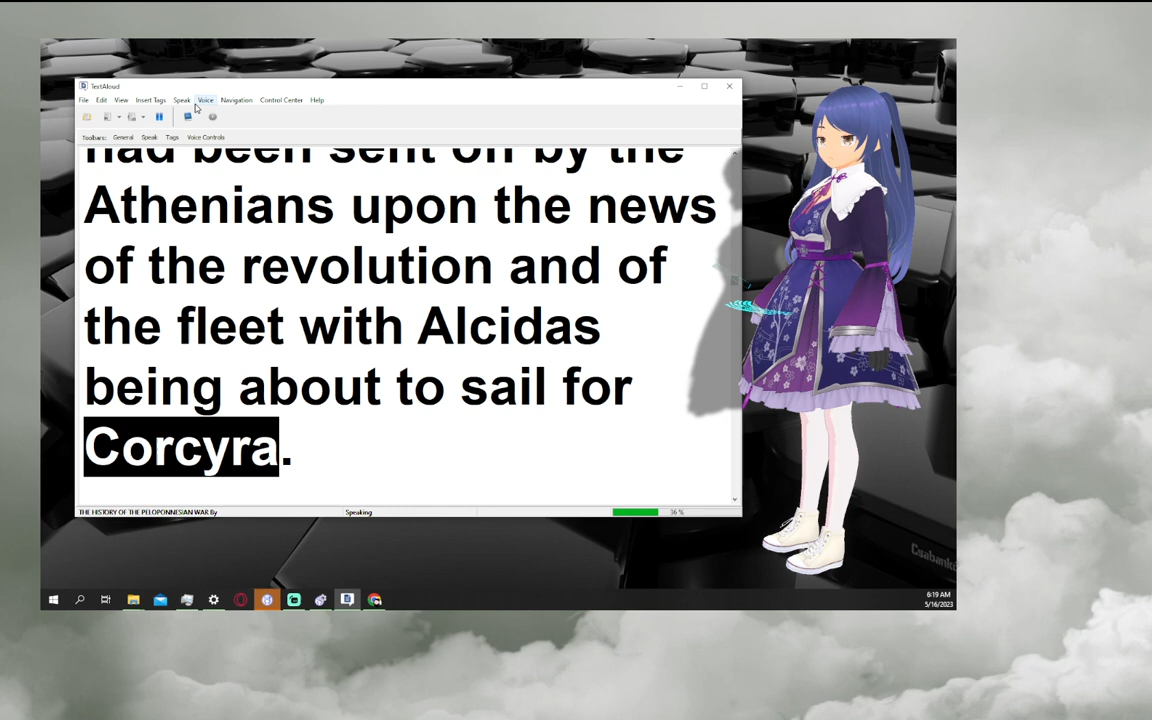 TextAloud
File Edit View Insert Tags Speak Voice Navigation Control Center Help
Toolbars: General Speak Tags Voice Controls
had been sent off by the
Athenians upon the news
of the revolution and of
the fleet with Alcidas
being about to sail for
Corcyra.
THE HISTORY OF THE PELOPONNESIAN WAR By Speaking 36 %
6:19 AM
5/16/2023